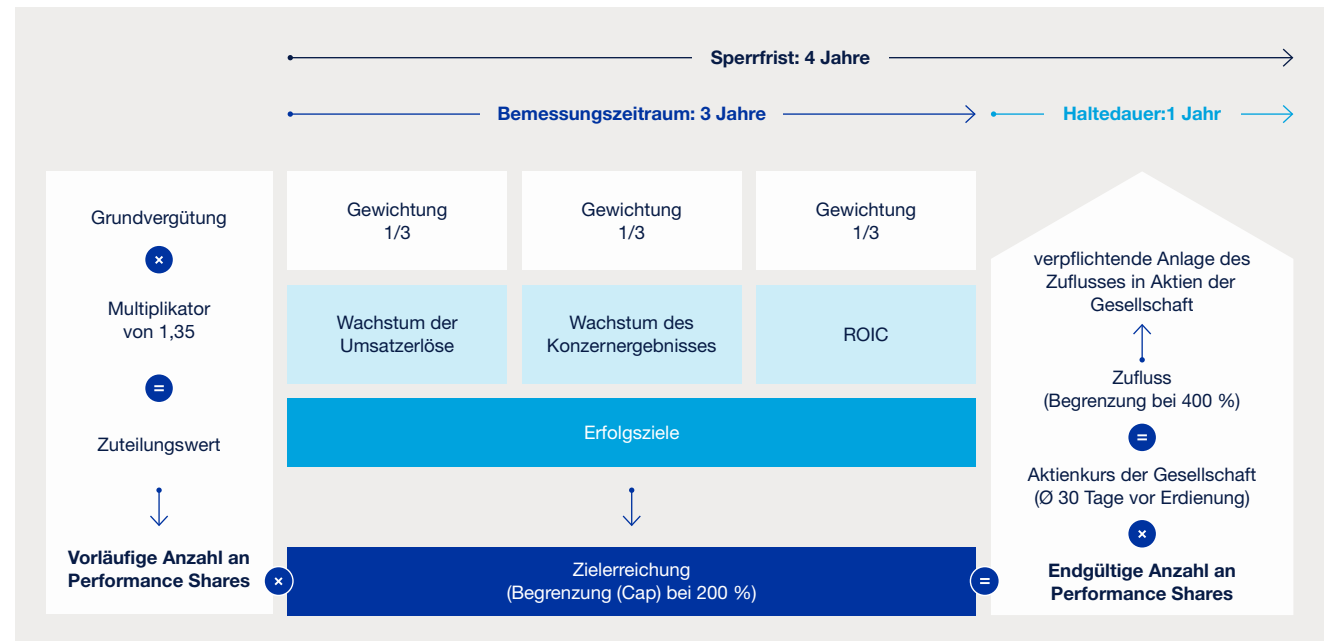 Sperrfrist: 4 Jahre
Bemessungszeitraum: 3 Jahre
Haltedauer:1 Jahr
Grundvergütung
×
Multiplikator
von 1,35
=
Zuteilungswert
Vorläufige Anzahl an
Performance Shares
×
Gewichtung
1/3
Gewichtung
1/3
Gewichtung
1/3
Wachstum der
Umsatzerlöse
Wachstum des
Konzernergebnisses
ROIC
Erfolgsziele
Zielerreichung
(Begrenzung (Cap) bei 200 %)
=
verpflichtende Anlage des
Zuflusses in Aktien der
Gesellschaft
Zufluss
(Begrenzung bei 400 %)
=
Aktienkurs der Gesellschaft
(Ø 30 Tage vor Erdienung)
×
Endgültige Anzahl an
Performance Shares